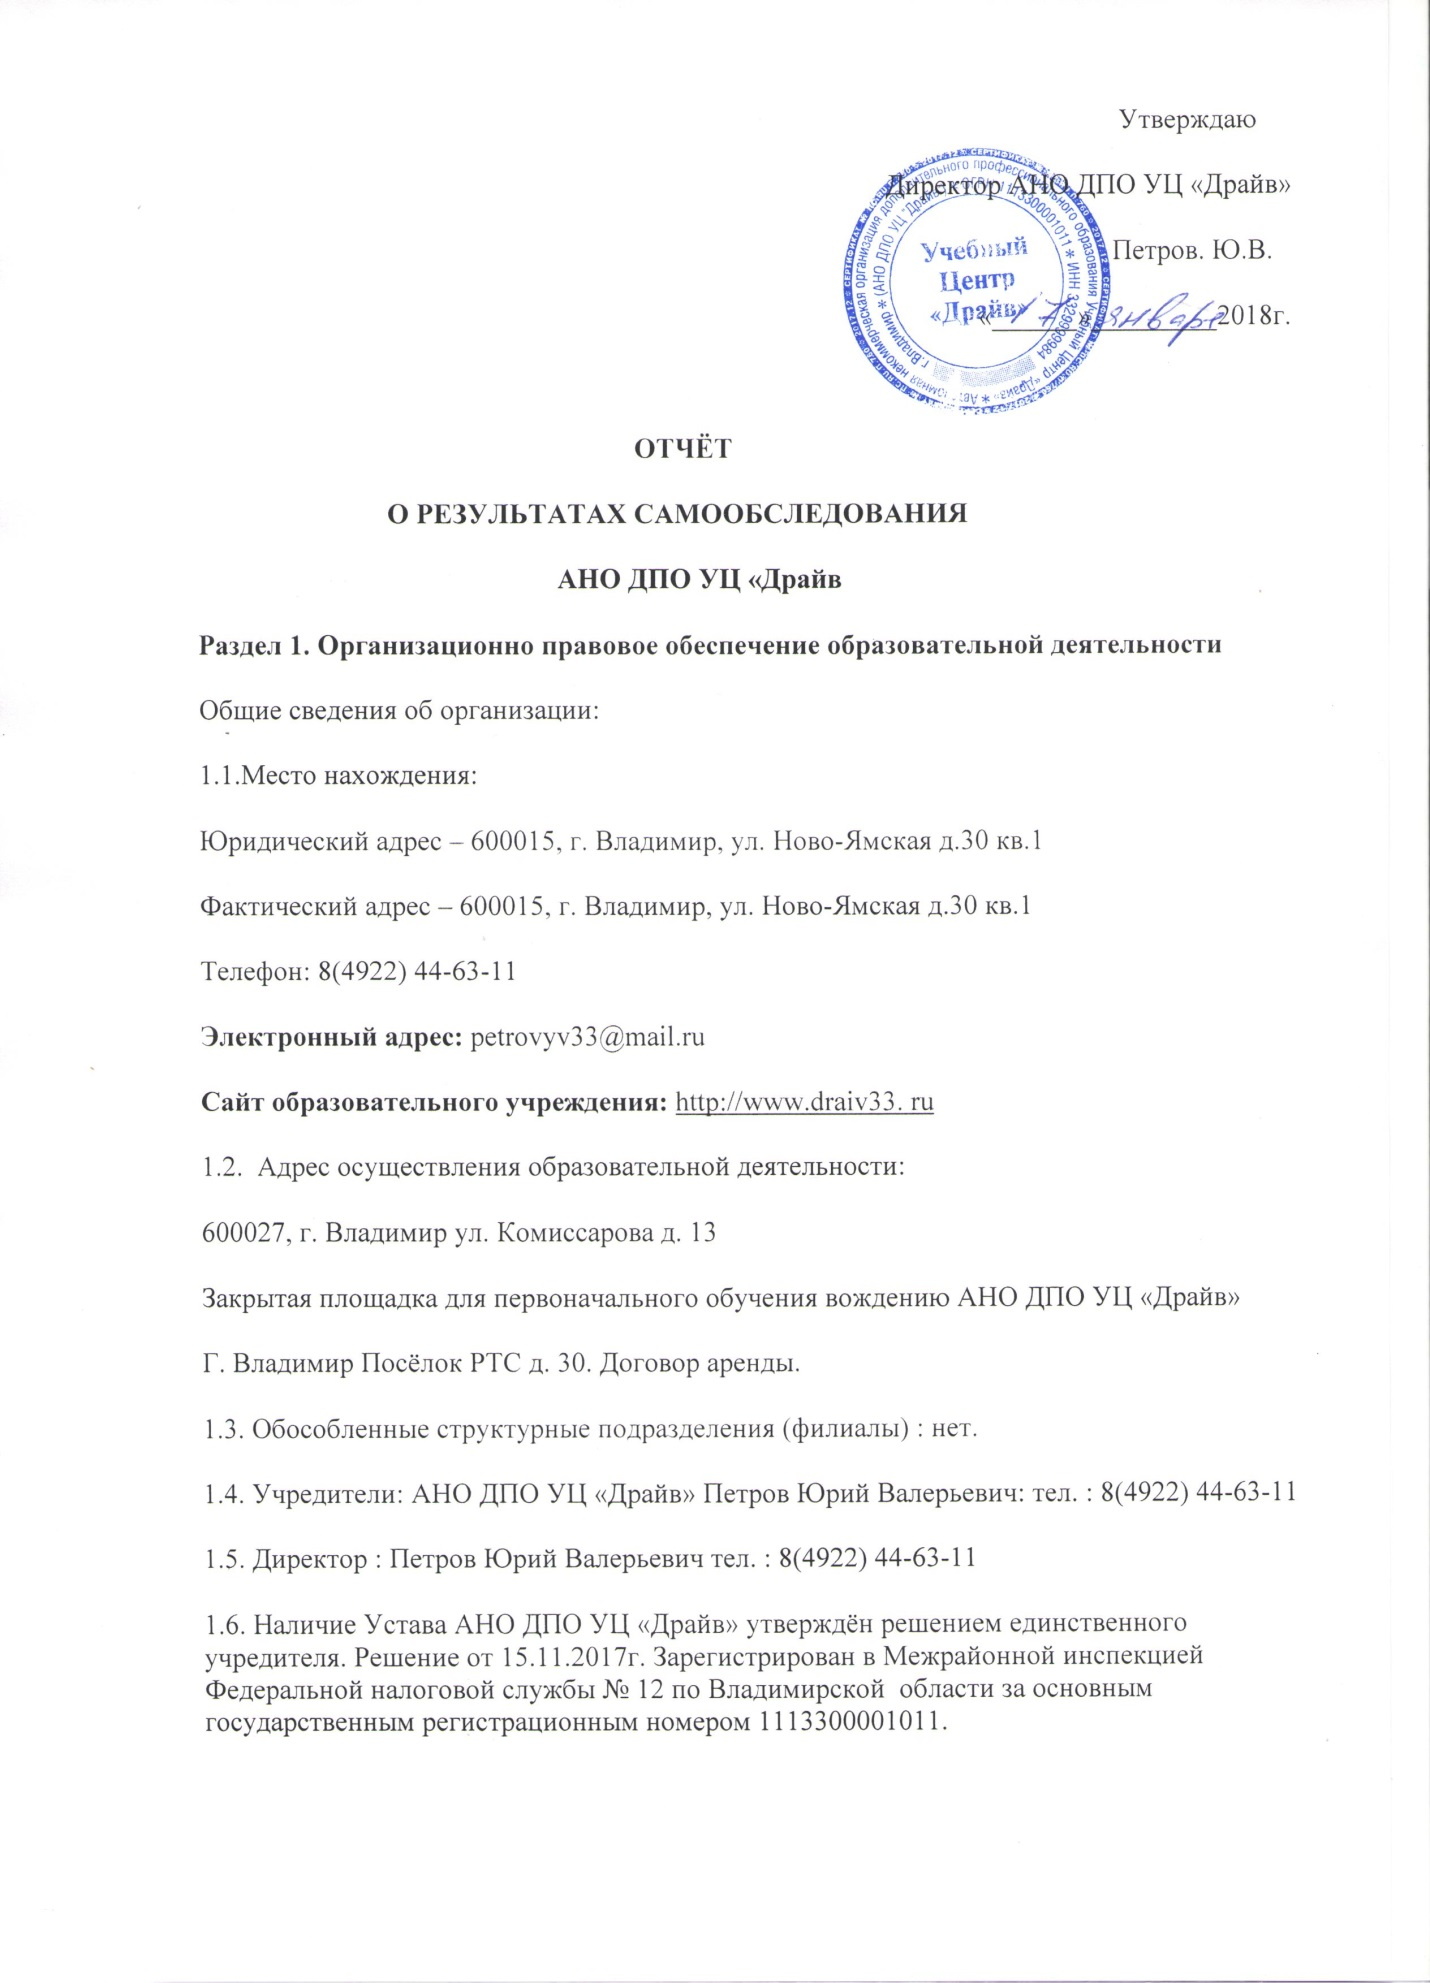 Утверждаю
Директор АНО ДПО УЦ «Драйв»
Петров. Ю.В.
«17» января 2018г.
Учебный
Центр
«Драйв»
ОТЧЁТ
О РЕЗУЛЬТАТАХ САМООБСЛЕДОВАНИЯ
АНО ДПО УЦ «Драйв
Раздел 1. Организационно правовое обеспечение образовательной деятельности
Общие сведения об организации:
1.1.Место нахождения:
Юридический адрес – 600015, г. Владимир, ул. Ново-Ямская д.30 кв.1
Фактический адрес – 600015, г. Владимир, ул. Ново-Ямская д.30 кв.1
Телефон: 8(4922) 44-63-11
Электронный адрес: petrovyv33@mail.ru
Сайт образовательного учреждения: http://www.draiv33. ru
1.2.  Адрес осуществления образовательной деятельности:
600027, г. Владимир ул. Комиссарова д. 13
Закрытая площадка для первоначального обучения вождению АНО ДПО УЦ «Драйв»
Г. Владимир Посёлок РТС д. 30. Договор аренды.
1.3. Обособленные структурные подразделения (филиалы) : нет.
1.4. Учредители: АНО ДПО УЦ «Драйв» Петров Юрий Валерьевич: тел. : 8(4922) 44-63-11
1.5. Директор : Петров Юрий Валерьевич тел. : 8(4922) 44-63-11
1.6. Наличие Устава АНО ДПО УЦ «Драйв» утверждён решением единственного
учредителя. Решение от 15.11.2017г. Зарегистрирован в Межрайонной инспекцией
Федеральной налоговой службы № 12 по Владимирской  области за основным
государственным регистрационным номером 1113300001011.